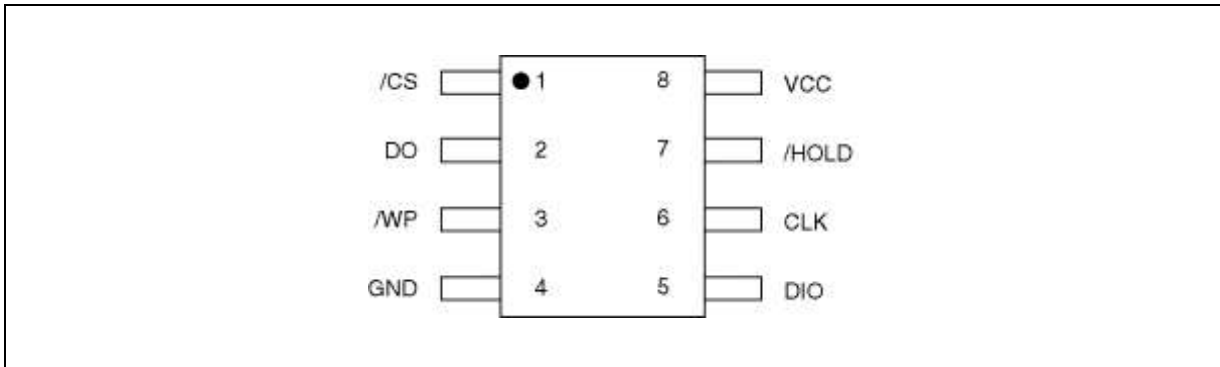 /CS 1 8 VCC
DO 2 7 /HOLD
/WP 3 6 CLK
GND 4 5 DIO